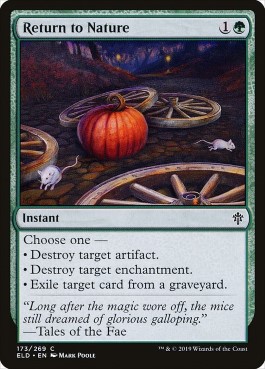 Return to Nature 1
Instant
Choose one —
• Destroy target artifact.
• Destroy target enchantment.
• Exile target card from a graveyard.
"Long after the magic wore off, the mice
still dreamed of glorious galloping."
—Tales of the Fae
173/269 C
ELD • EN MARK POOLE
™ & © 2019 Wizards of the Coast